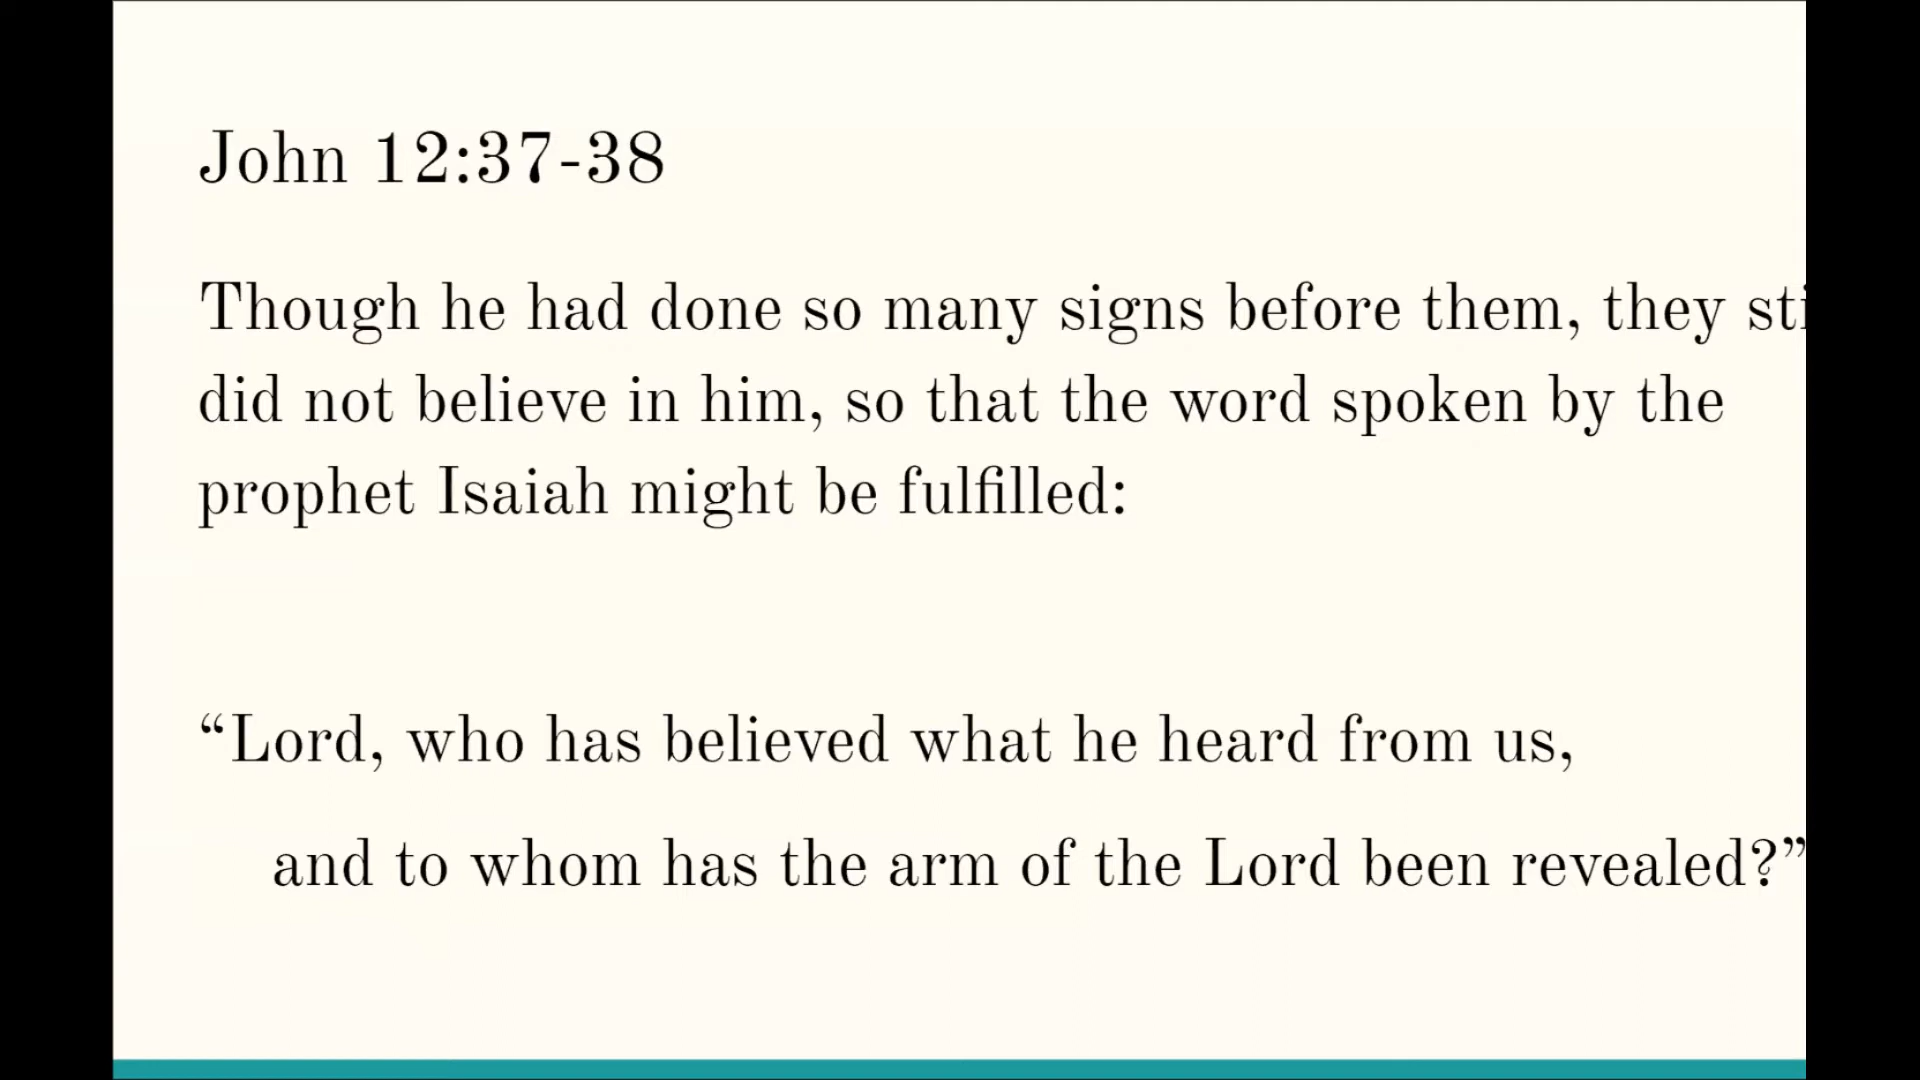 John 12:37-38
Though he had done so many signs before them, they sti
did not believe in him, so that the word spoken by the
prophet Isaiah might be fulfilled:
“Lord, who has believed what he heard from us,
and to whom has the arm of the Lord been revealed?”